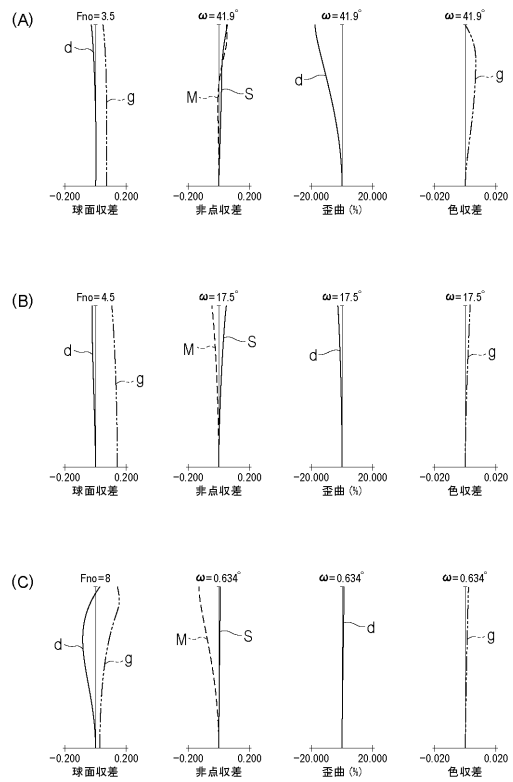 (A)
Fno=3.5
ω=41.9°
ω=41.9°
ω=41.9°
d
g
M
S
d
g
-0.200 0.200
-0.200 0.200
-20.000 20.000
-0.020 0.020
球面収差
非点収差
歪曲 (%)
色収差
(B)
Fno=4.5
ω=17.5°
ω=17.5°
ω=17.5°
d
g
M
S
d
g
-0.200 0.200
-0.200 0.200
-20.000 20.000
-0.020 0.020
球面収差
非点収差
歪曲 (%)
色収差
(C)
Fno=8
ω=0.634°
ω=0.634°
ω=0.634°
d
g
M
S
d
g
-0.200 0.200
-0.200 0.200
-20.000 20.000
-0.020 0.020
球面収差
非点収差
歪曲 (%)
色収差